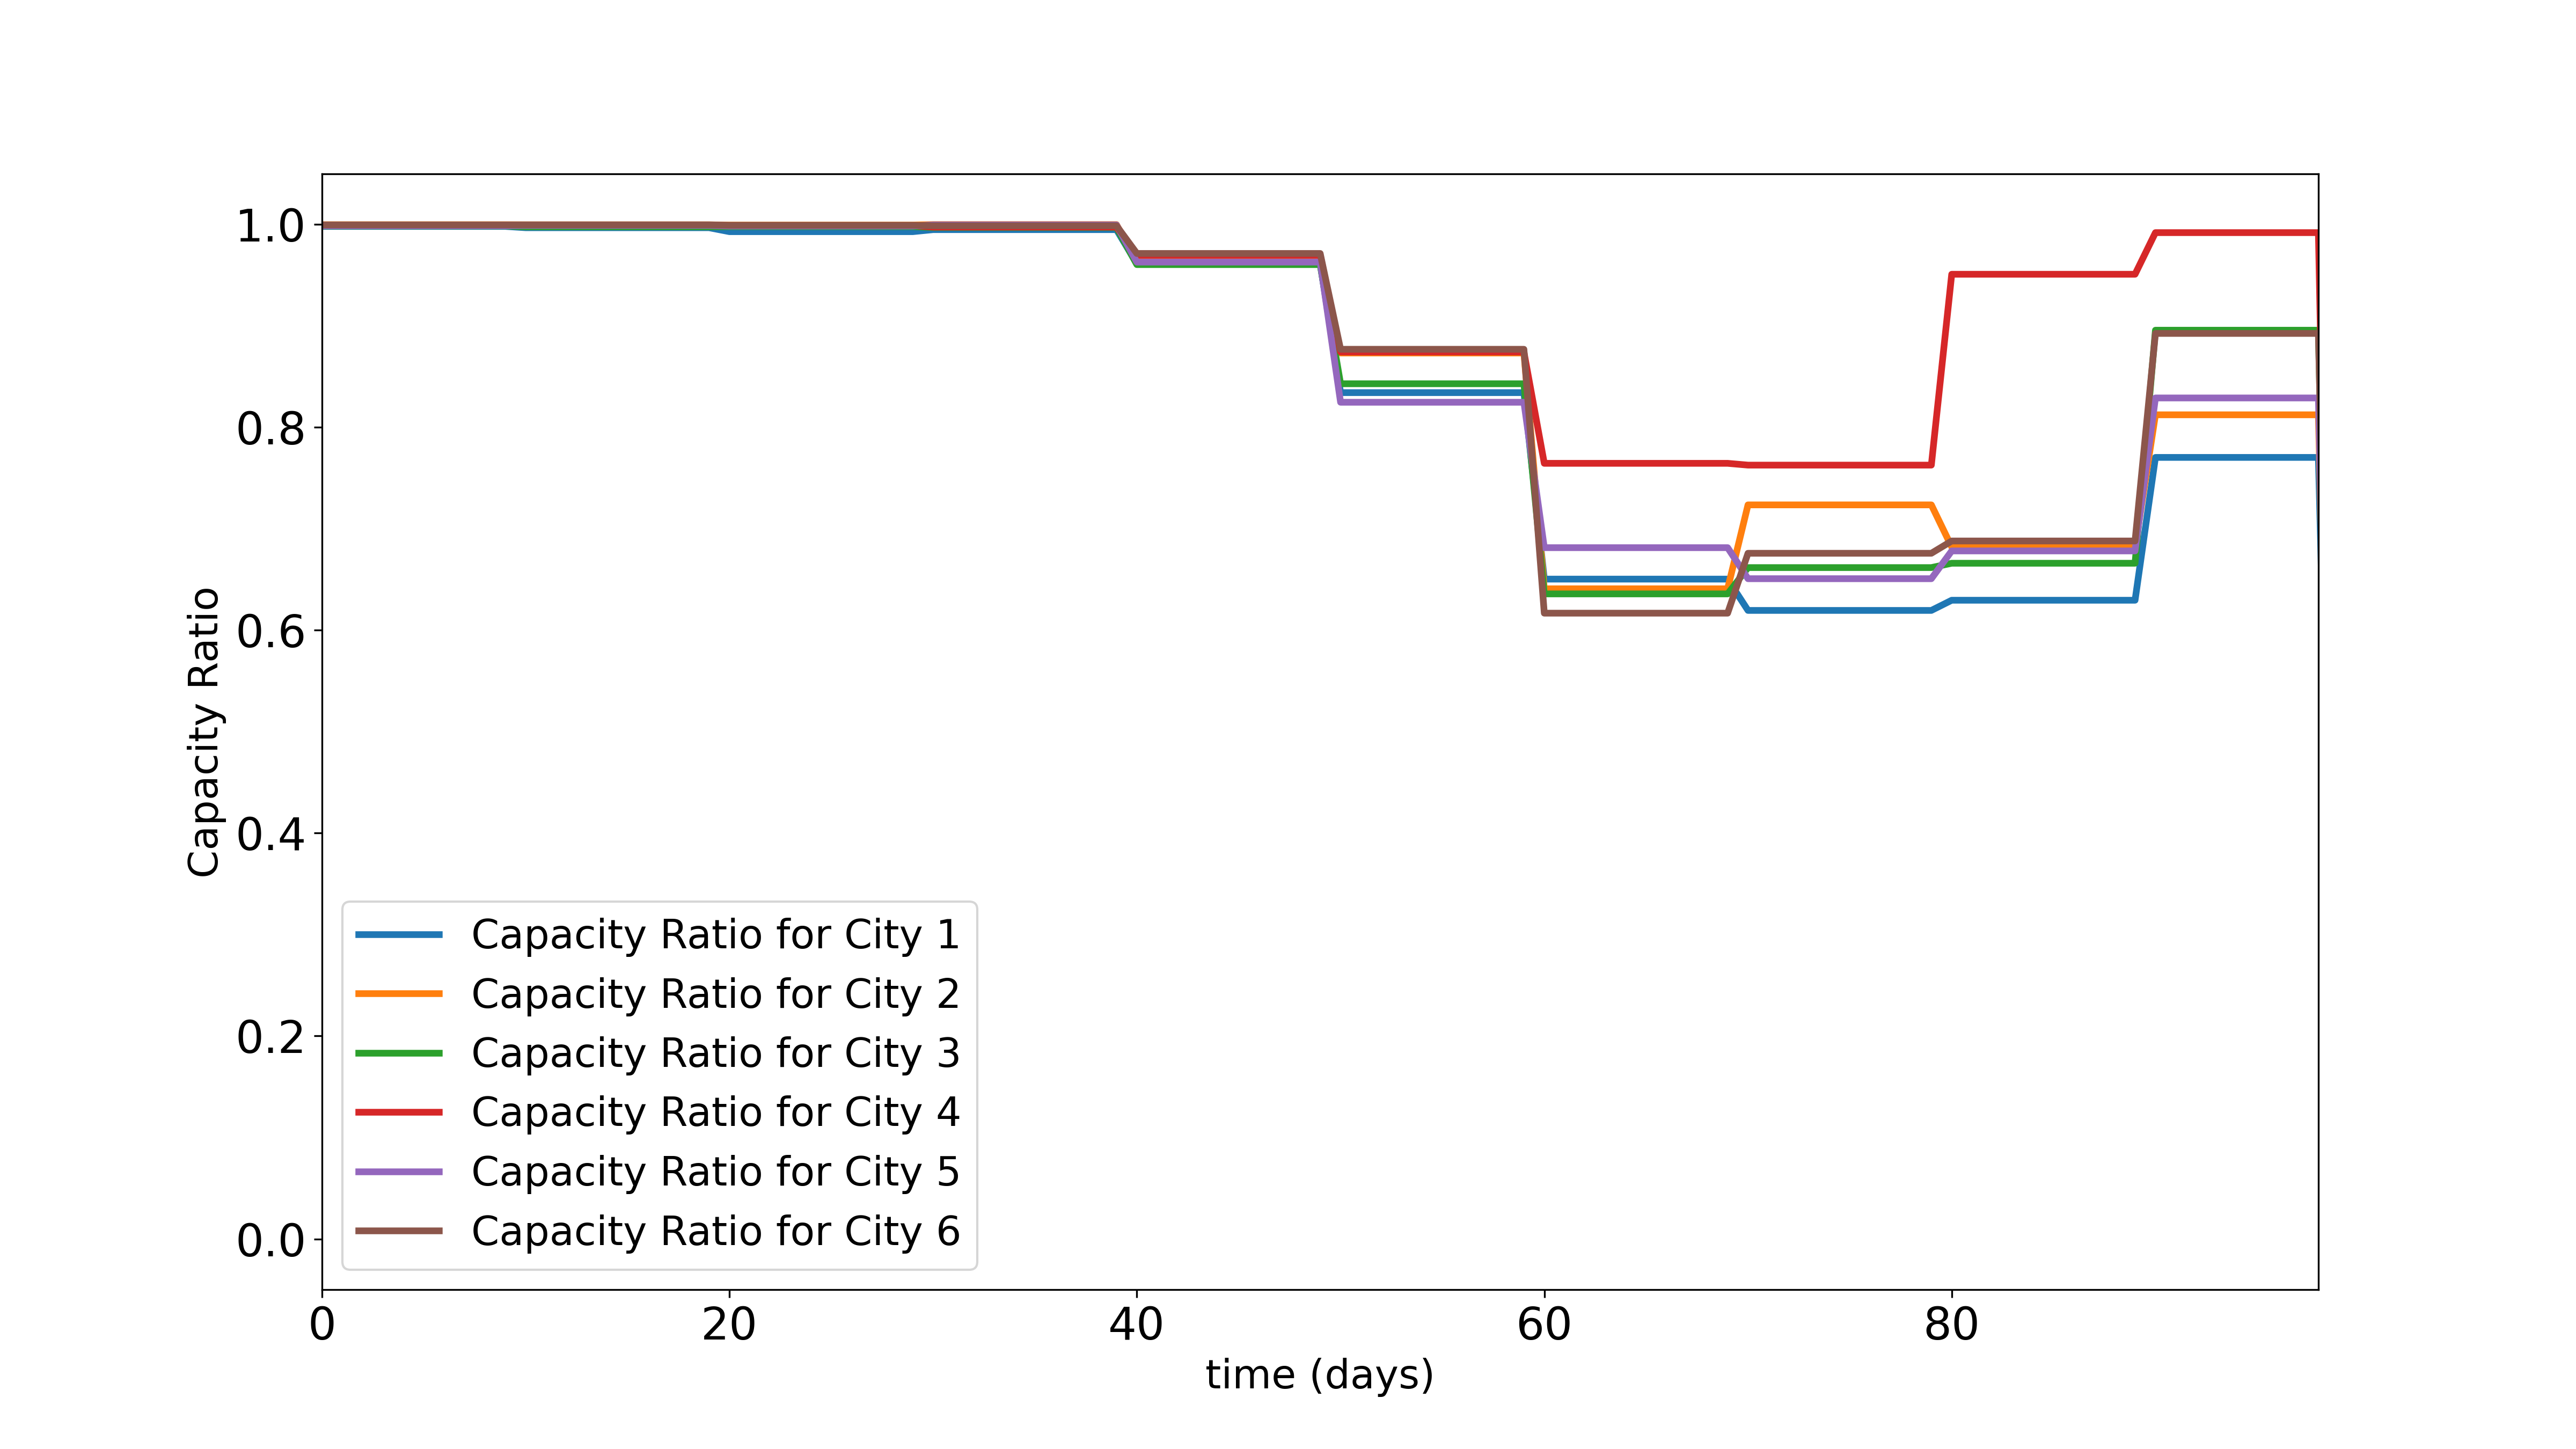 1.0
0.8
0.6
0.4
0.2
0.0
Capacity Ratio
Capacity Ratio for City 1
Capacity Ratio for City 2
Capacity Ratio for City 3
Capacity Ratio for City 4
Capacity Ratio for City 5
Capacity Ratio for City 6
0 20 40 60 80
time (days)